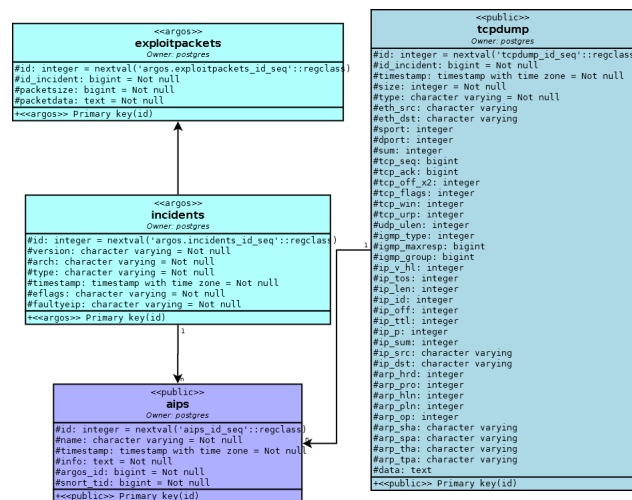 <<argos>>
exploitpackets
Owner: postgres
#id: integer = nextval('argos.exploitpackets_id_seq'::regclass)
#id_incident: bigint = Not null
#packetsize: bigint = Not null
#packetdata: text = Not null
+<<argos>> Primary key(id)
<<argos>>
incidents
Owner: postgres
#id: integer = nextval('argos.incidents_id_seq'::regclass)
#version: character varying = Not null
#arch: character varying = Not null
#type: character varying = Not null
#timestamp: timestamp with time zone = Not null
#eflags: character varying = Not null
#faultyeip: character varying = Not null
+<<argos>> Primary key(id)
1
<<public>>
aips
Owner: postgres
#id: integer = nextval('aips_id_seq'::regclass)
#name: character varying = Not null
#timestamp: timestamp with time zone = Not null
#info: text = Not null
#argos_id: bigint = Not null
#snort_tid: bigint = Not null
+<<public>> Primary key(id)
<<public>>
tcpdump
Owner: postgres
#id: integer = nextval('tcpdump_id_seq'::regclass)
#id_incident: bigint = Not null
#timestamp: timestamp with time zone = Not null
#size: integer = Not null
#type: character varying = Not null
#eth_src: character varying
#eth_dst: character varying
#sport: integer
#dport: integer
#sum: integer
#tcp_seq: bigint
#tcp_ack: bigint
#tcp_off_x2: integer
#tcp_flags: integer
#tcp_win: integer
#tcp_urp: integer
#udp_ulen: integer
#igmp_type: integer
1
#igmp_maxresp: bigint
#igmp_group: bigint
#ip_v_hl: integer
#ip_tos: integer
#ip_len: integer
#ip_id: integer
#ip_off: integer
#ip_ttl: integer
#ip_p: integer
#ip_sum: integer
#ip_src: character varying
#ip_dst: character varying
#arp_hrd: integer
#arp_pro: integer
#arp_hln: integer
#arp_pln: integer
#arp_op: integer
#arp_sha: character varying
#arp_spa: character varying
#arp_tha: character varying
#arp_tpa: character varying
#data: text
+<<public>> Primary key(id)